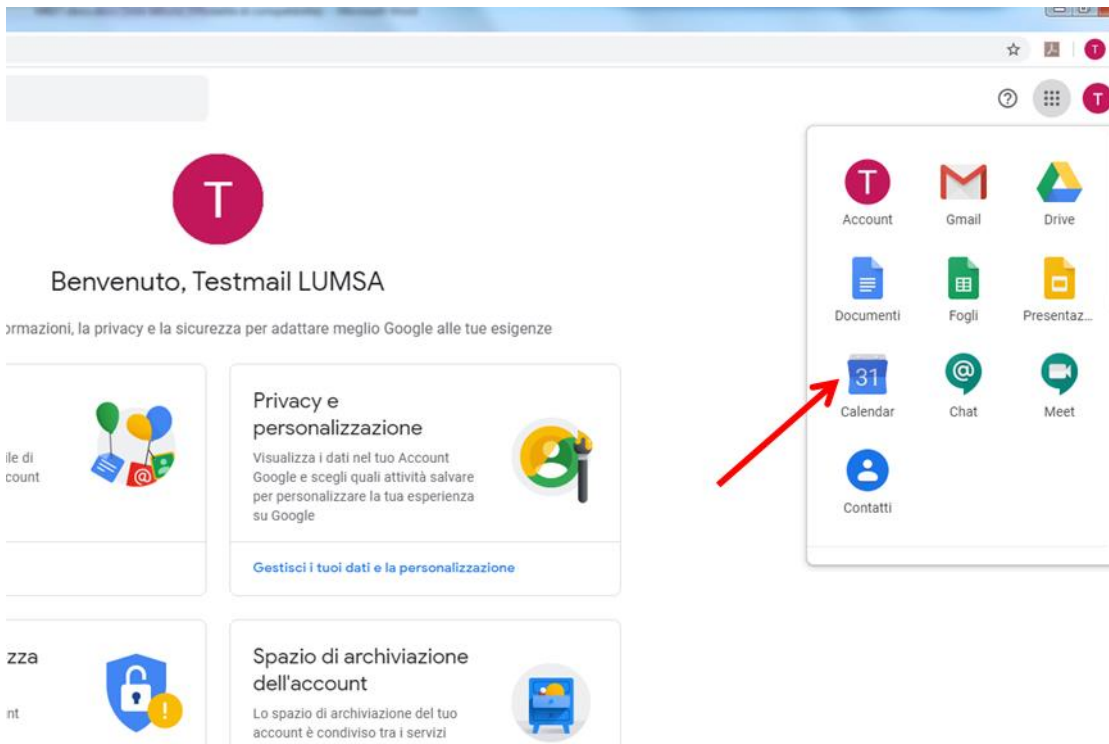 T
T
T
Benvenuto, Testmail LUMSA
ormazioni, la privacy e la sicurezza per adattare meglio Google alle tue esigenze
ile di
count
Privacy e
personalizzazione
Visualizza i dati nel tuo Account
Google e scegli quali attività salvare
per personalizzare la tua esperienza
su Google
Gestisci i tuoi dati e la personalizzazione
zza
nt
Spazio di archiviazione
dell'account
Lo spazio di archiviazione del tuo
account è condiviso tra i servizi
T
Account
Gmail
Drive
Documenti
Fogli
Presentaz...
31
Calendar
@
Chat
Meet
Contatti